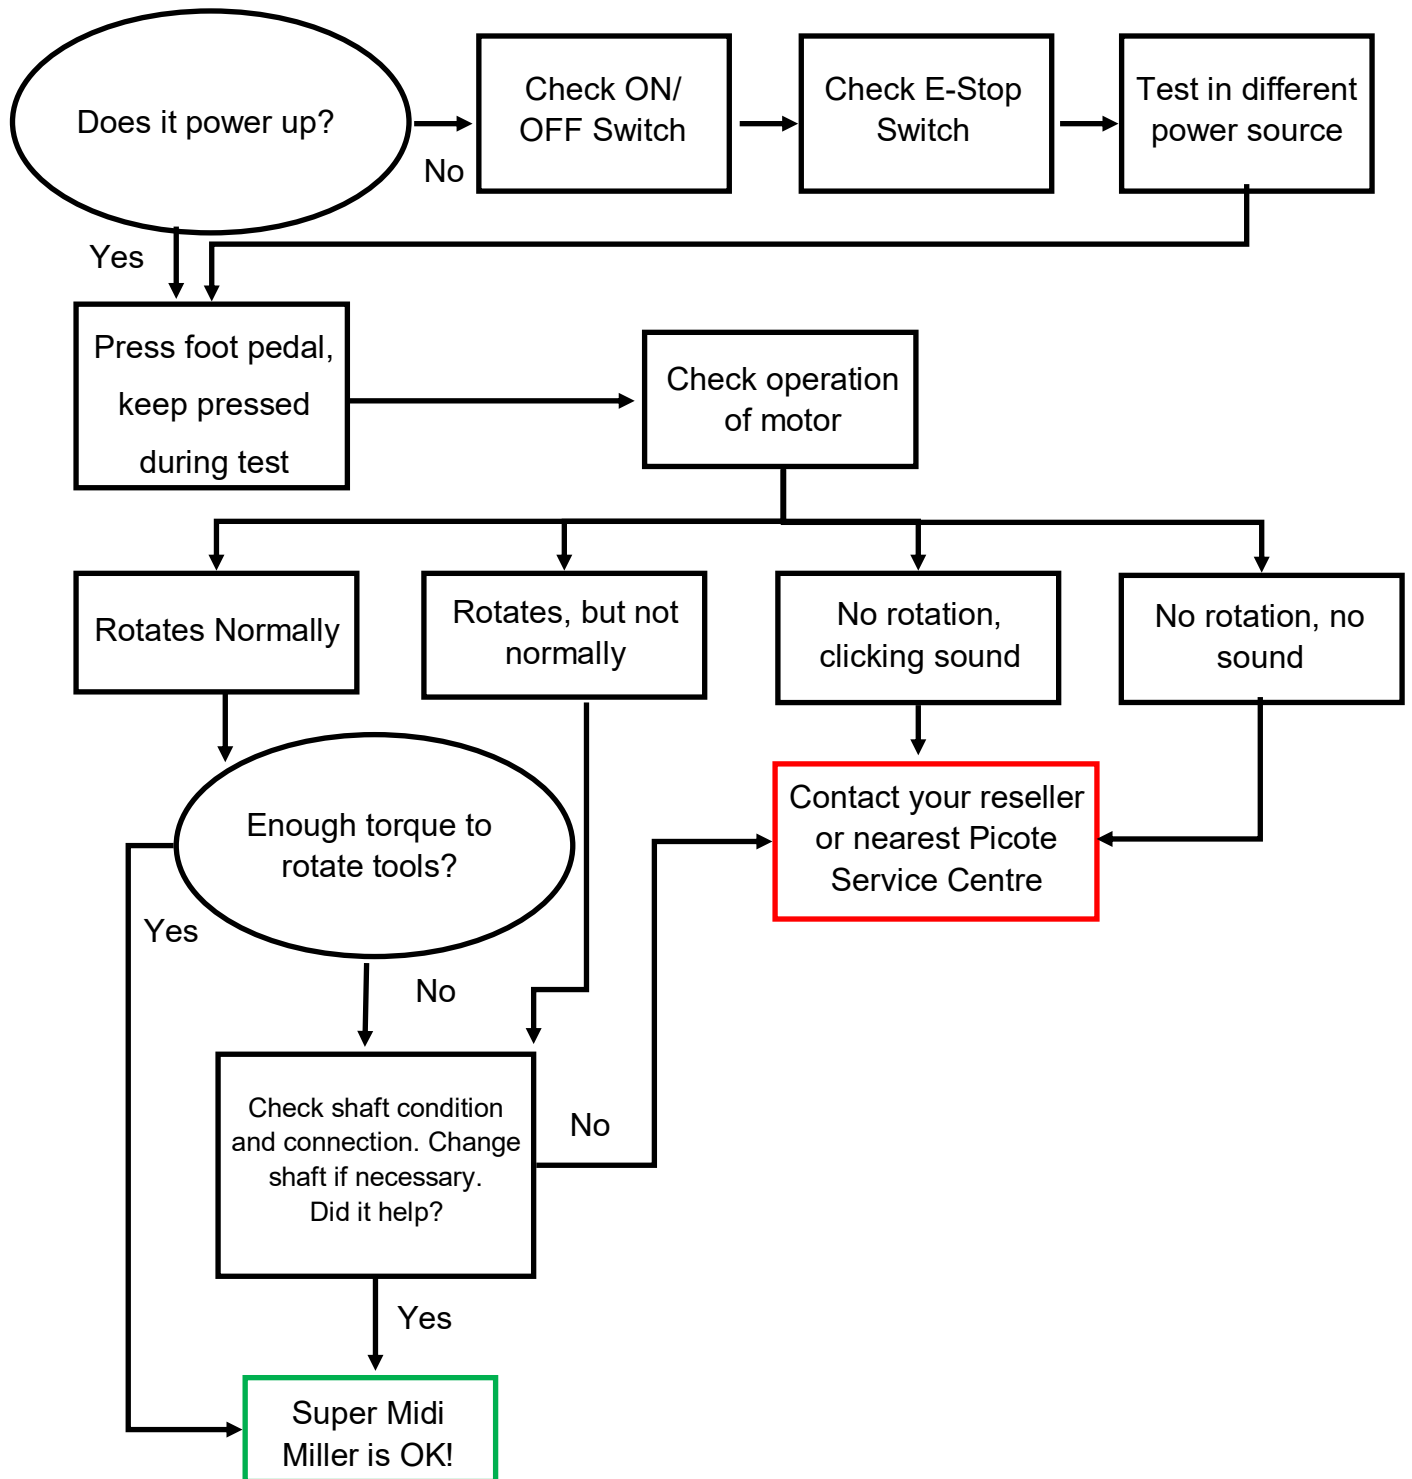 Does it power up?
No
Check ON/
OFF Switch
Check E-Stop
Switch
Test in different
power source
Yes
Press foot pedal,
keep pressed
during test
Check operation
of motor
Rotates Normally
Rotates, but not
normally
No rotation,
clicking sound
No rotation, no
sound
Enough torque to
rotate tools?
Contact your reseller
or nearest Picote
Service Centre
Yes
No
Check shaft condition
and connection. Change
shaft if necessary.
Did it help?
No
Yes
Super Midi
Miller is OK!